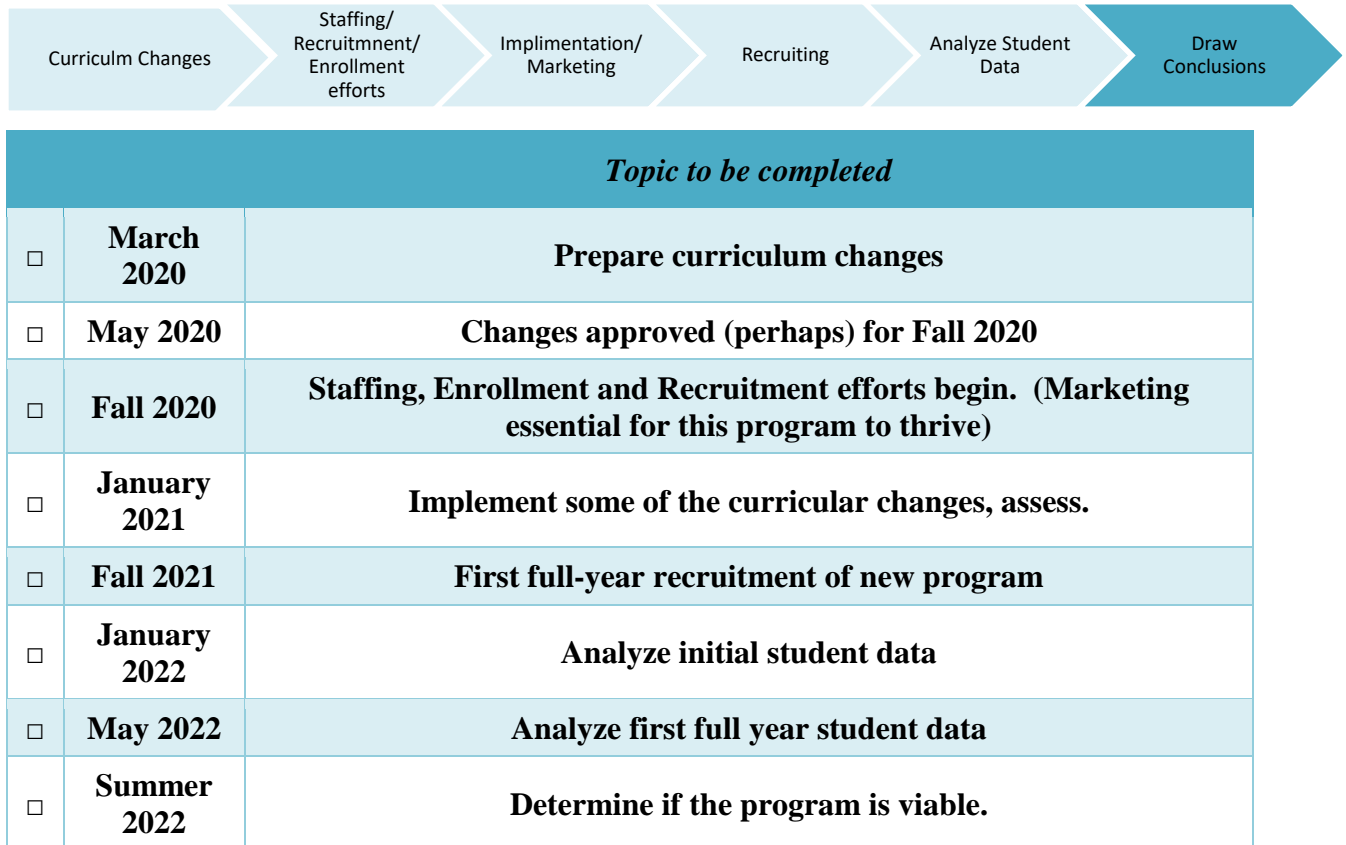 Curriculm Changes
Staffing/
Recruitmnent/
Enrollment
efforts
Implimentation/
Marketing
Recruiting
Analyze Student
Data
Draw
Conclusions
Topic to be completed
□
March
2020
Prepare curriculum changes
□
May 2020
Changes approved (perhaps) for Fall 2020
□
Fall 2020
Staffing, Enrollment and Recruitment efforts begin.  (Marketing
essential for this program to thrive)
□
January
2021
Implement some of the curricular changes, assess.
□
Fall 2021
First full-year recruitment of new program
□
January
2022
Analyze initial student data
□
May 2022
Analyze first full year student data
□
Summer
2022
Determine if the program is viable.